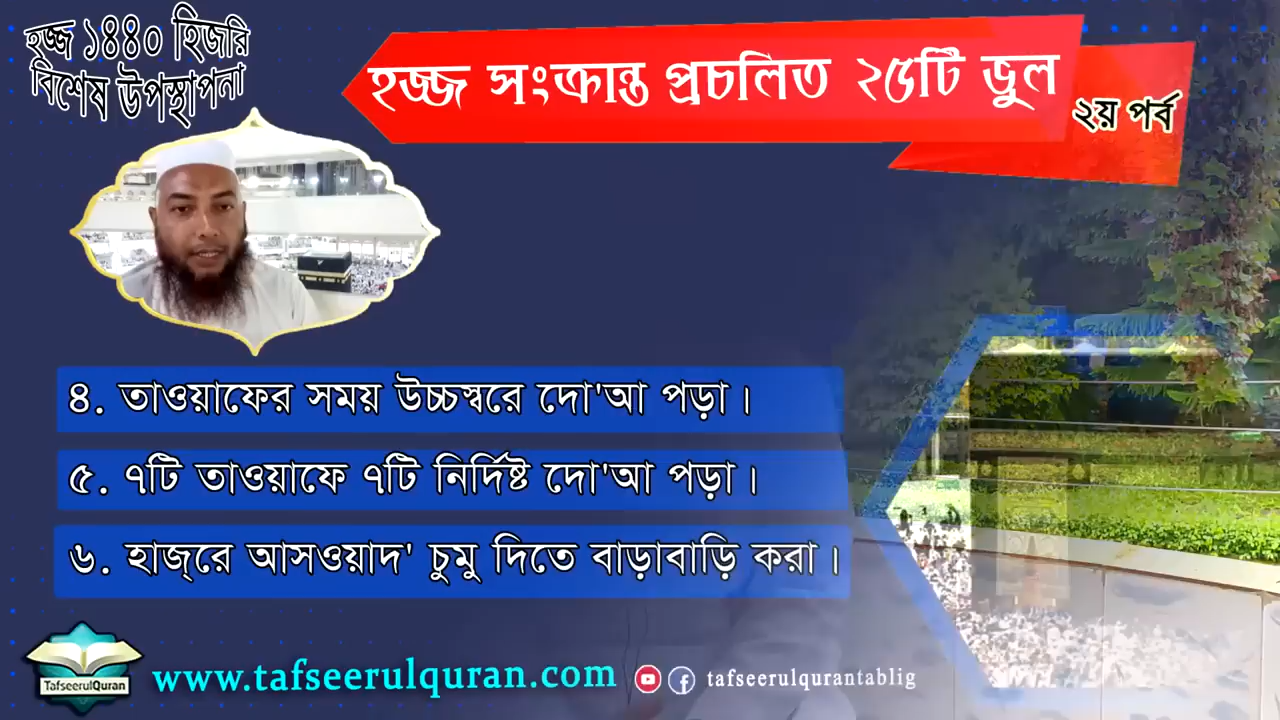 হজ্জ ১৪৪০ হিজরি
বিশেষ উপস্থাপনা
হজ্জ সংক্রান্ত প্রচলিত ২৫টি ভুল
২য় পর্ব
৪. তাওয়াফের সময় উচ্চস্বরে দো'আ পড়া।
৫. ৭টি তাওয়াফে ৭টি নির্দিষ্ট দো'আ পড়া।
৬. হাজ্‌রে আসওয়াদ' চুমু দিতে বাড়াবাড়ি করা।
TafseerulQuran
www.tafseerulquran.com
tafseerulqurantablig